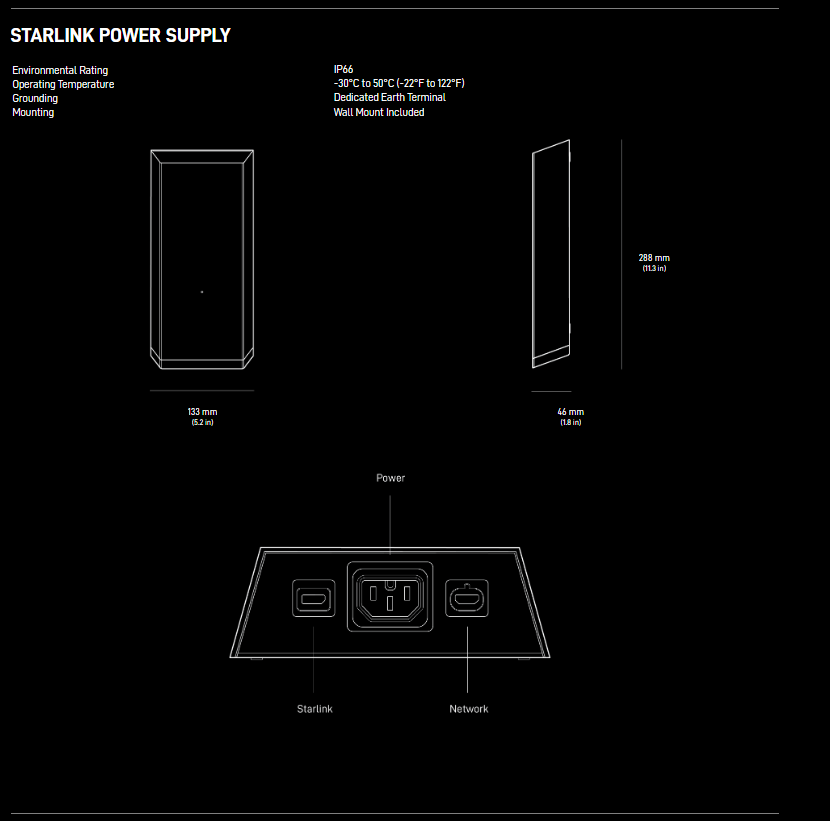 STARLINK POWER SUPPLY
Environmental Rating IP66
Operating Temperature -30°C to 50°C (-22°F to 122°F)
Grounding Dedicated Earth Terminal
Mounting Wall Mount Included
288 mm
(11.3 in)
133 mm
(5.2 in)
46 mm
(1.8 in)
Power
Starlink
Network